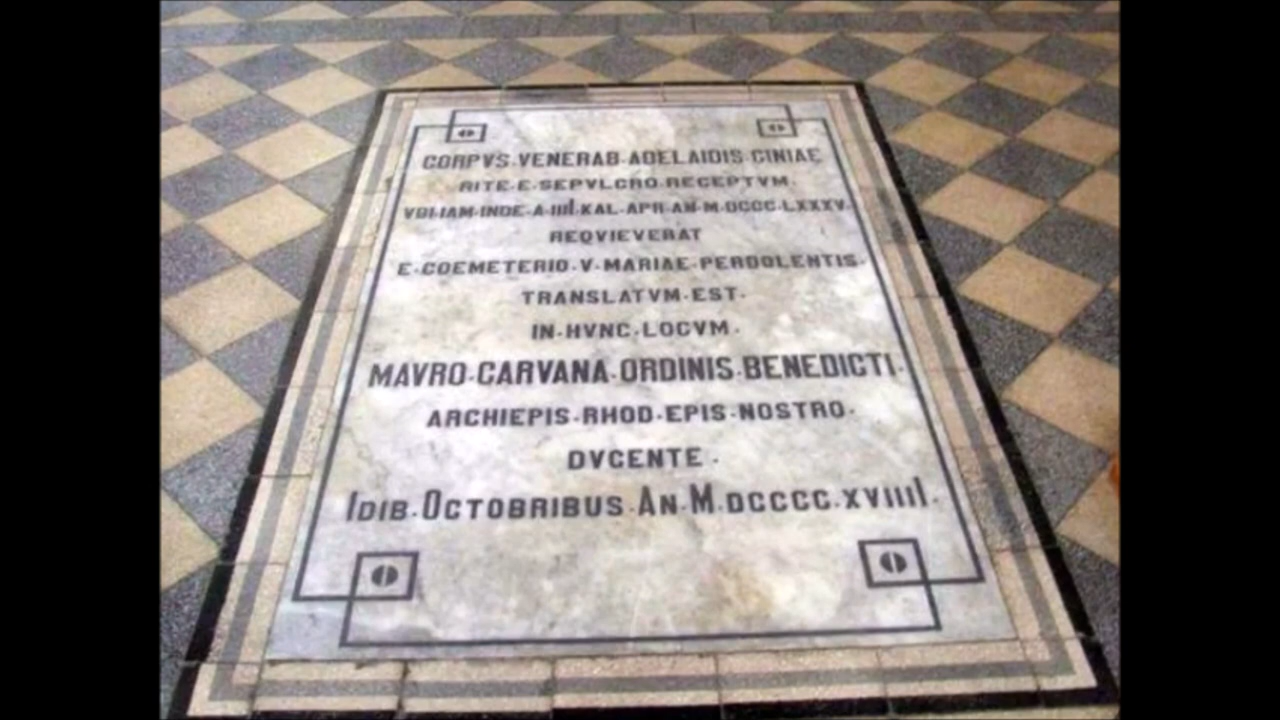 CORPVS·VENERAB·ADELAIDIS·CINIAE
RITE·E·SEPVLCRO·RECEPTVM·
VBI·IAM·INDE·A·IIII·KAL·APR·AN·M·DCCC·LXXXV·
REQVIEVERAT
E·COEMETERIO·V·MARIAE·PERDOLENTIS·
TRANSLATVM·EST·
IN·HVNC·LOCVM·
MAVRO·CARVANA·ORDINIS·BENEDICTI·
ARCHIEPIS·RHOD·EPIS·NOSTRO·
DVCENTE·
IDIB·OCTOBRIBUS·AN·M·DCCCC·XVIIII·